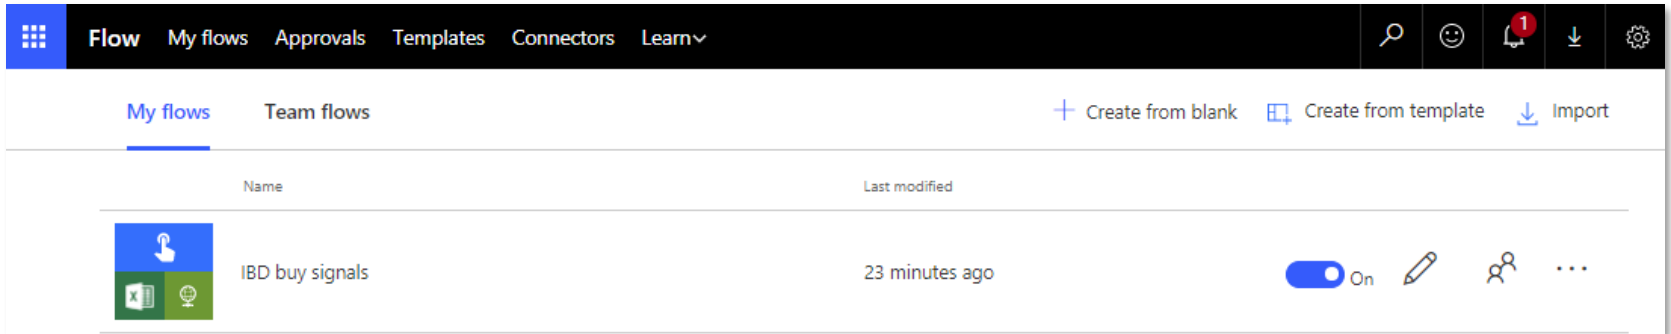 Flow My flows Approvals Templates Connectors Learn 1
My flows Team flows Create from blank Create from template Import
Name Last modified
IBD buy signals 23 minutes ago On